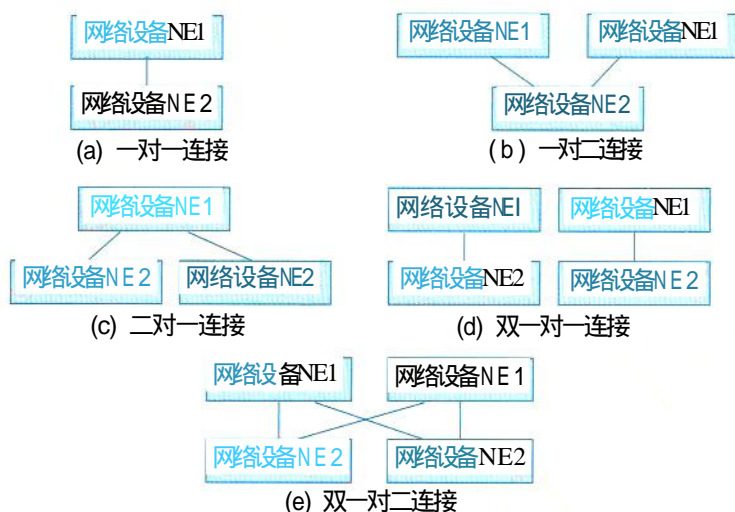 网络设备NE1
网络设备NE2
(a) 一对一连接
网络设备NE1 网络设备NE1
网络设备NE2
(b) 一对二连接
网络设备NE1
网络设备NE2 网络设备NE2
(c) 二对一连接
网络设备NEI 网络设备NE1
网络设备NE2 网络设备NE2
(d) 双一对一连接
网络设备NE1 网络设备NE1
网络设备NE2 网络设备NE2
(e) 双一对二连接